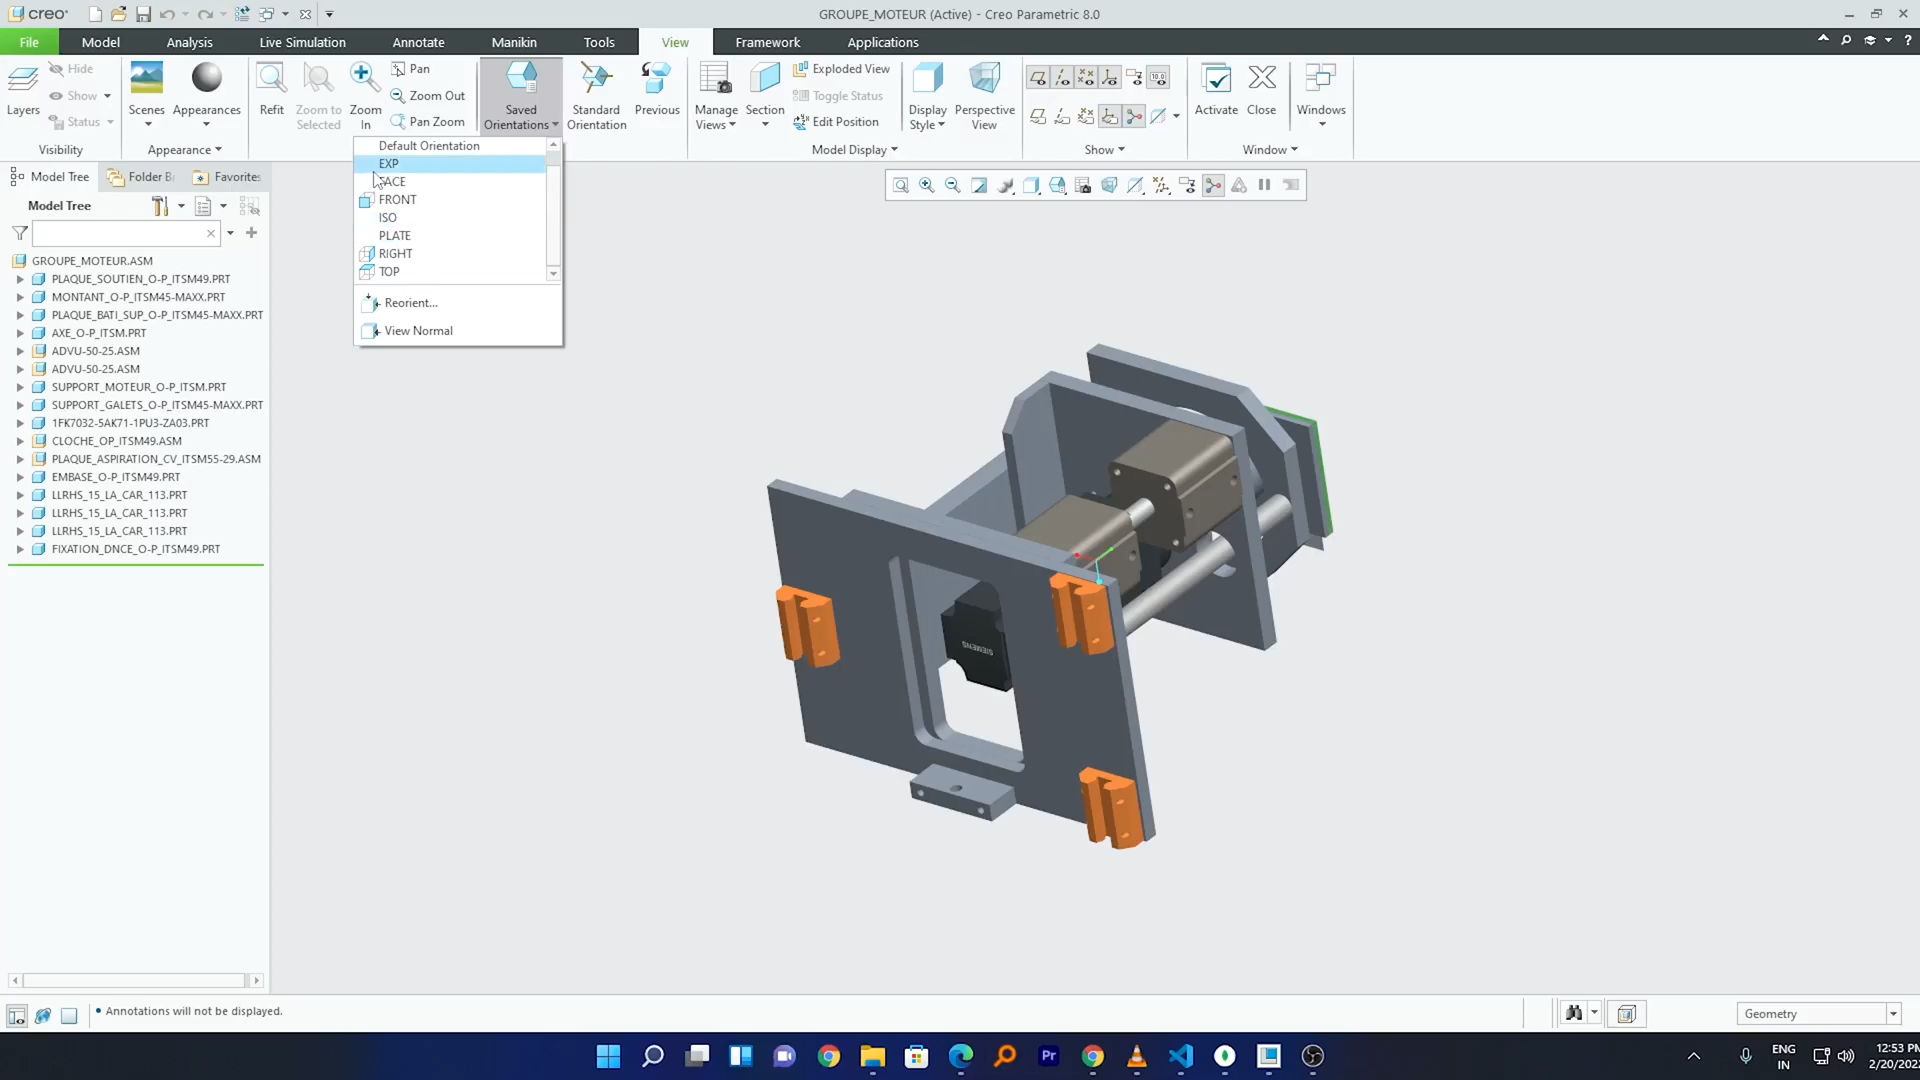 creo
GROUPE_MOTEUR (Active) - Creo Parametric 8.0
File
Model
Analysis
Live Simulation
Annotate
Manikin
Tools
View
Framework
Applications
Layers
Hide
Show
Status
Visibility
Scenes
Appearances
Appearance
Refit
Zoom to
Selected
Zoom
In
Pan
Zoom Out
Pan Zoom
Saved
Orientations
Standard
Orientation
Previous
Manage
Views
Section
Exploded View
Toggle Status
Edit Position
Display
Style
Perspective
View
Model Display
Show
Activate
Close
Windows
Window
Default Orientation
EXP
FRONT
ISO
PLATE
RIGHT
TOP
Reorient...
View Normal
Model Tree
Folder
Favorites
Model Tree
GROUPE_MOTEUR.ASM
PLAQUE_SOUTIEN_O-P_ITSM49.PRT
MONTANT_O-P_ITSM45-MAXX.PRT
PLAQUE_BATI_SUP_O-P_ITSM45-MAXX.PRT
AXE_O-P_ITSM.PRT
ADVU-50-25.ASM
ADVU-50-25.ASM
SUPPORT_MOTEUR_O-P_ITSM.PRT
SUPPORT_GALETS_O-P_ITSM45-MAXX.PRT
1FK7032-5AK71-1PU3-ZA03.PRT
CLOCHE_OP_ITSM49.ASM
PLAQUE_ASPIRATION_CV_ITSM55-29.ASM
EMBASE_O-P_ITSM49.PRT
LLRHS_15_LA_CAR_113.PRT
LLRHS_15_LA_CAR_113.PRT
LLRHS_15_LA_CAR_113.PRT
FIXATION_DNCE_O-P_ITSM49.PRT
SIEMENS
Annotations will not be displayed.
Geometry
Pr
ENG
IN
12:53 PM
2/20/202